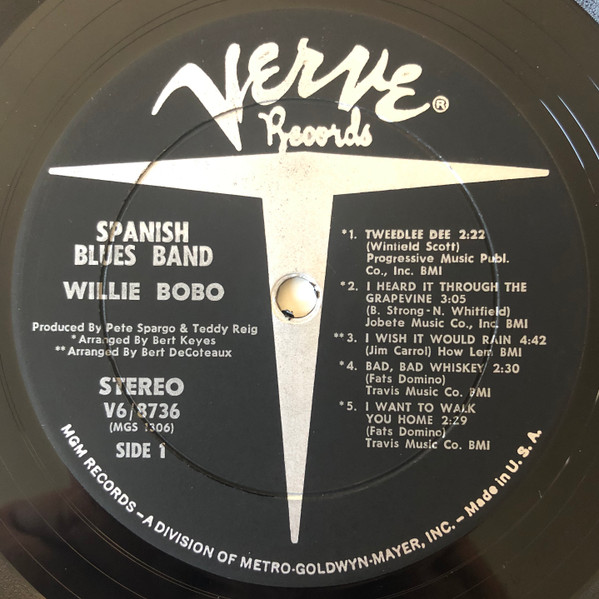 VERVE®
Records
SPANISH
BLUES BAND
WILLIE BOBO
Produced By Pete Spargo & Teddy Reig
* Arranged By Bert Keyes
** Arranged By Bert DeCoteaux
STEREO
V6/8736
(MGS 1306)
SIDE 1
*1. TWEEDLEE DEE 2:22
(Winfield Scott)
Progressive Music Publ.
Co., Inc. BMI
*2. I HEARD IT THROUGH THE
GRAPEVINE 3:05
(B. Strong - N. Whitfield)
Jobete Music Co., Inc. BMI
**3. I WISH IT WOULD RAIN 4:42
(Jim Carrol) How Len BMI
*4. BAD, BAD WHISKEY 2:30
(Fats Domino)
Travis Music Co. BMI
*5. I WANT TO WALK
YOU HOME 2:29
(Fats Domino)
Travis Music Co. BMI
MGM RECORDS – A DIVISION OF METRO-GOLDWYN-MAYER, INC. – Made in U.S.A.